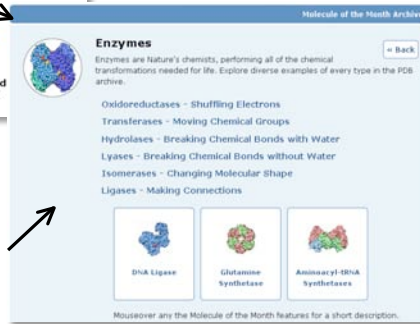 Molecule of the Month Archive
Enzymes
« Back
Enzymes are Nature's chemists, performing all of the chemical
transformations needed for life. Explore diverse examples of every type in the PDB
archive.
d
Oxidoreductases - Shuffling Electrons
Transferases - Moving Chemical Groups
Hydrolases - Breaking Chemical Bonds with Water
Lyases - Breaking Chemical Bonds without Water
Isomerases - Changing Molecular Shape
Ligases - Making Connections
DNA Ligase
Glutamine
Synthetase
Aminoacyl-tRNA
Synthetases
Mouseover any the Molecule of the Month features for a short description.